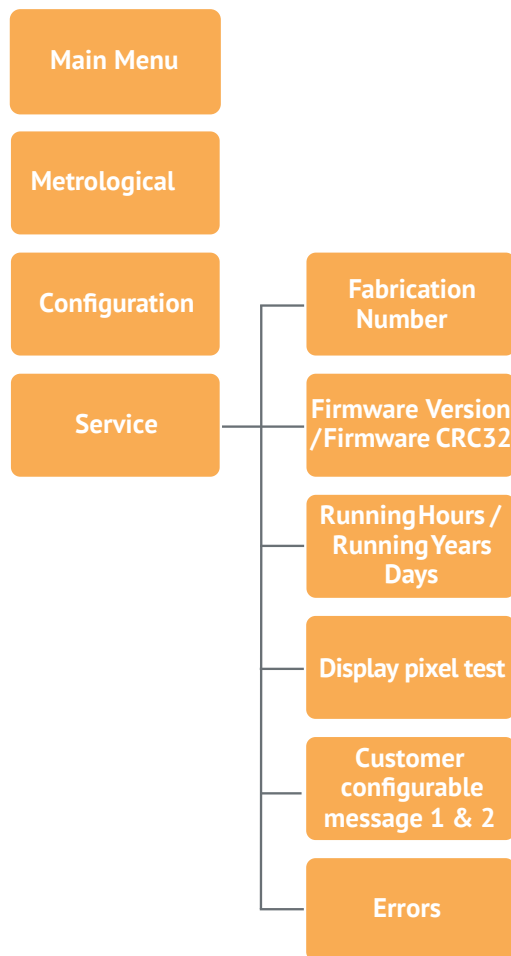 Main Menu
Metrological
Configuration
Service
Fabrication
Number
Firmware Version
/Firmware CRC32
Running Hours /
Running Years
Days
Display pixel test
Customer
configurable
message 1 & 2
Errors